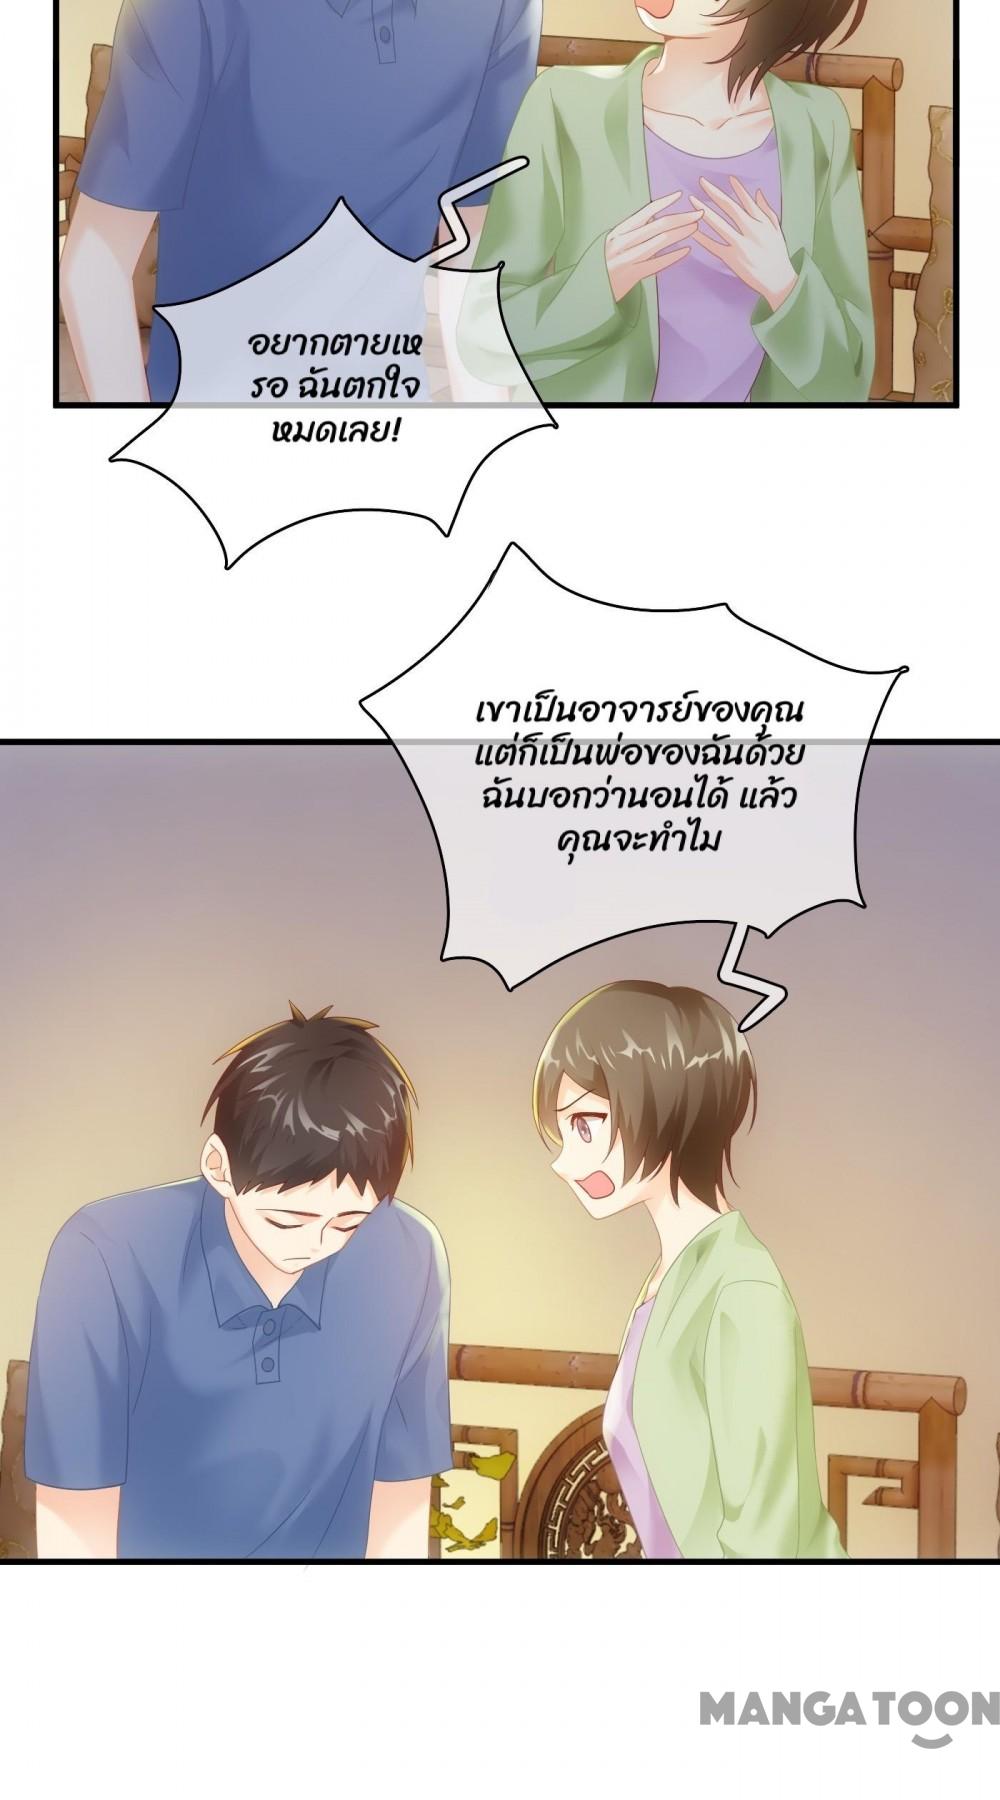 อยากตายเห
รอ ฉันตกใจ
หมดเลย!
เขาเป็นอาจารย์ของคุณ
แต่ก็เป็นพ่อของฉันด้วย
ฉันบอกว่านอนได้ แล้ว
คุณจะทำไม
MANGATOON